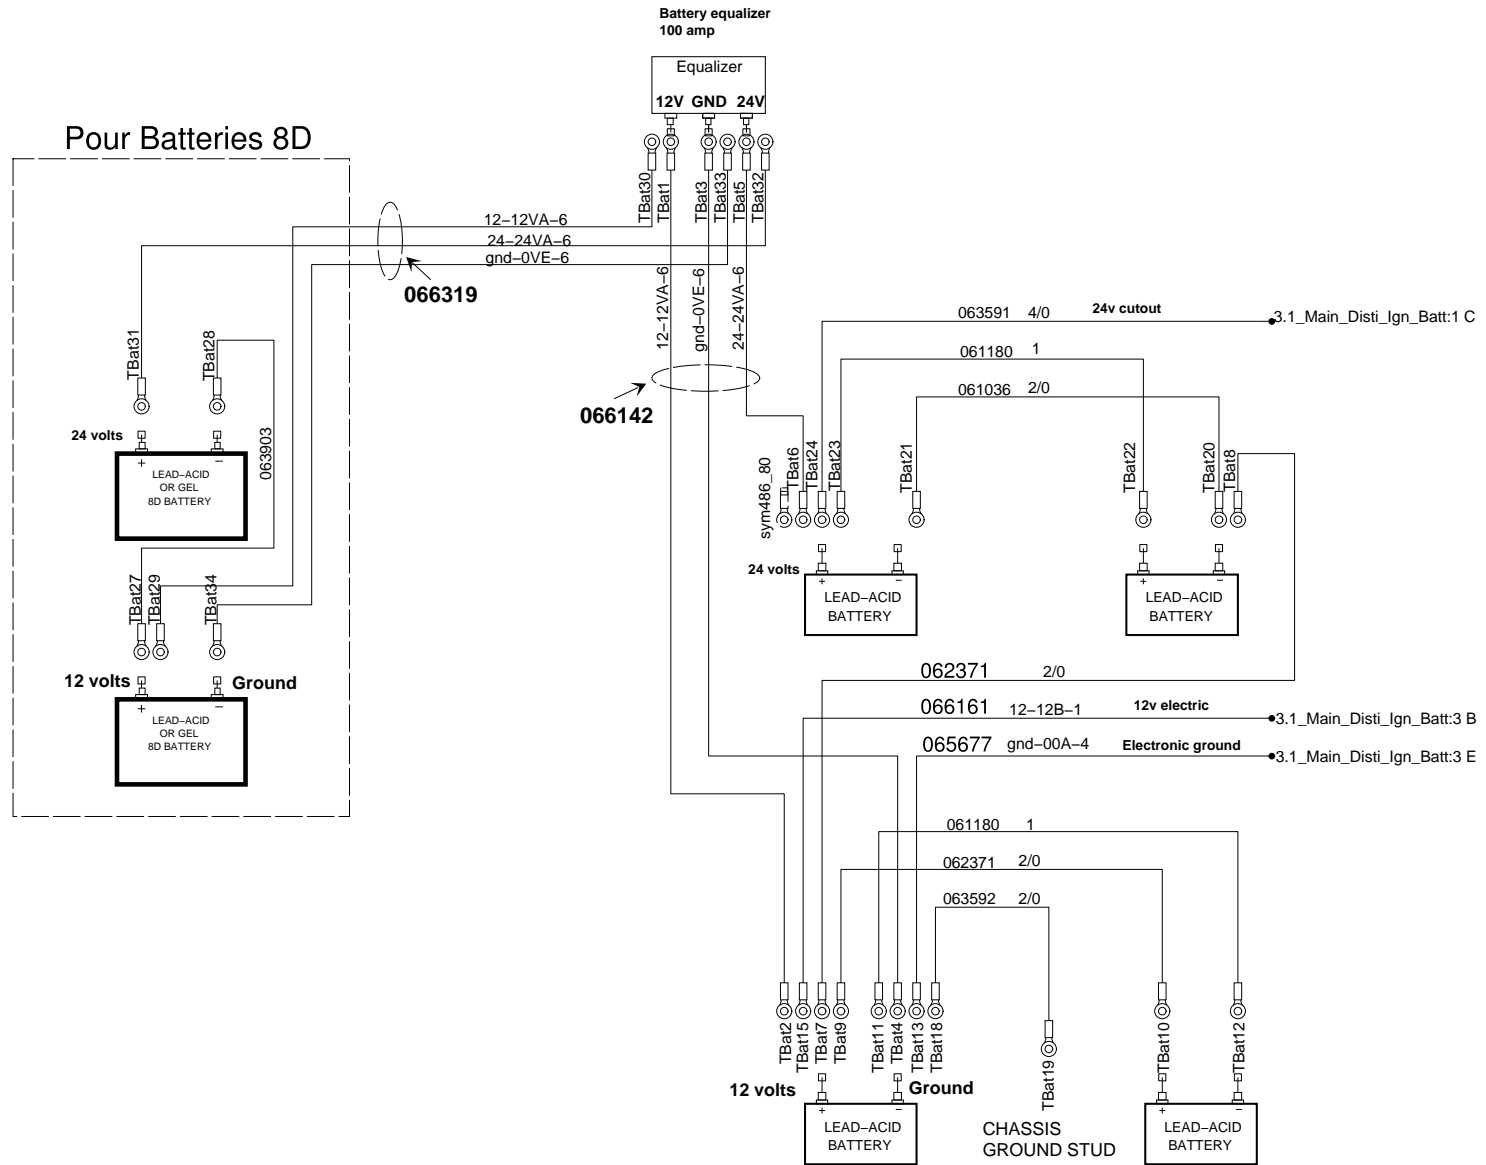 Battery equalizer
100 amp
Equalizer
12V GND 24V
Pour Batteries 8D
TBat30
TBat1
TBat3
TBat33
TBat5
TBat32
12–12VA–6
24–24VA–6
gnd–0VE–6
066319
12–12VA–6
gnd–0VE–6
24–24VA–6
066142
063591 4/0 24v cutout
3.1_Main_Disti_Ign_Batt:1 C
061180 1
061036 2/0
TBat31
TBat28
063903
24 volts
+ –
LEAD–ACID
OR GEL
8D BATTERY
TBat27
TBat29
TBat34
12 volts
Ground
+ –
LEAD–ACID
OR GEL
8D BATTERY
sym486_80
TBat6
TBat24
TBat23
TBat21
TBat22
TBat20
TBat8
24 volts
+ –
LEAD–ACID
BATTERY
+ –
LEAD–ACID
BATTERY
062371 2/0
066161 12–12B–1 12v electric
3.1_Main_Disti_Ign_Batt:3 B
065677 gnd–00A–4 Electronic ground
3.1_Main_Disti_Ign_Batt:3 E
061180 1
062371 2/0
063592 2/0
TBat2
TBat15
TBat7
TBat9
TBat11
TBat4
TBat13
TBat18
TBat19
TBat10
TBat12
12 volts
Ground
+ –
LEAD–ACID
BATTERY
CHASSIS
GROUND STUD
+ –
LEAD–ACID
BATTERY